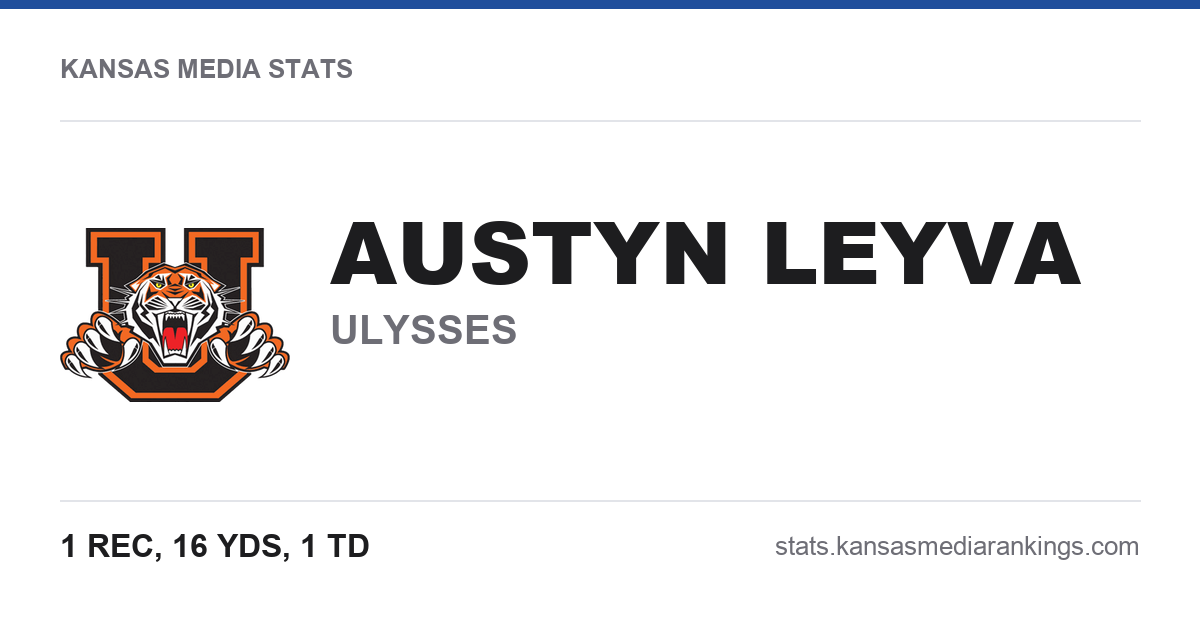 KANSAS MEDIA STATS
AUSTYN LEYVA
ULYSSES
1 REC, 16 YDS, 1 TD
stats.kansasmediarankings.com